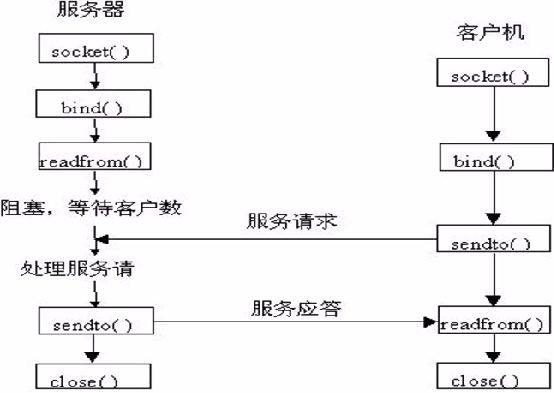 服务器
socket( )
bind( )
readfrom( )
阻塞，等待客户数
处理服务请
sendto( )
close( )
服务请求
服务应答
客户机
socket( )
bind( )
sendto( )
readfrom( )
close( )